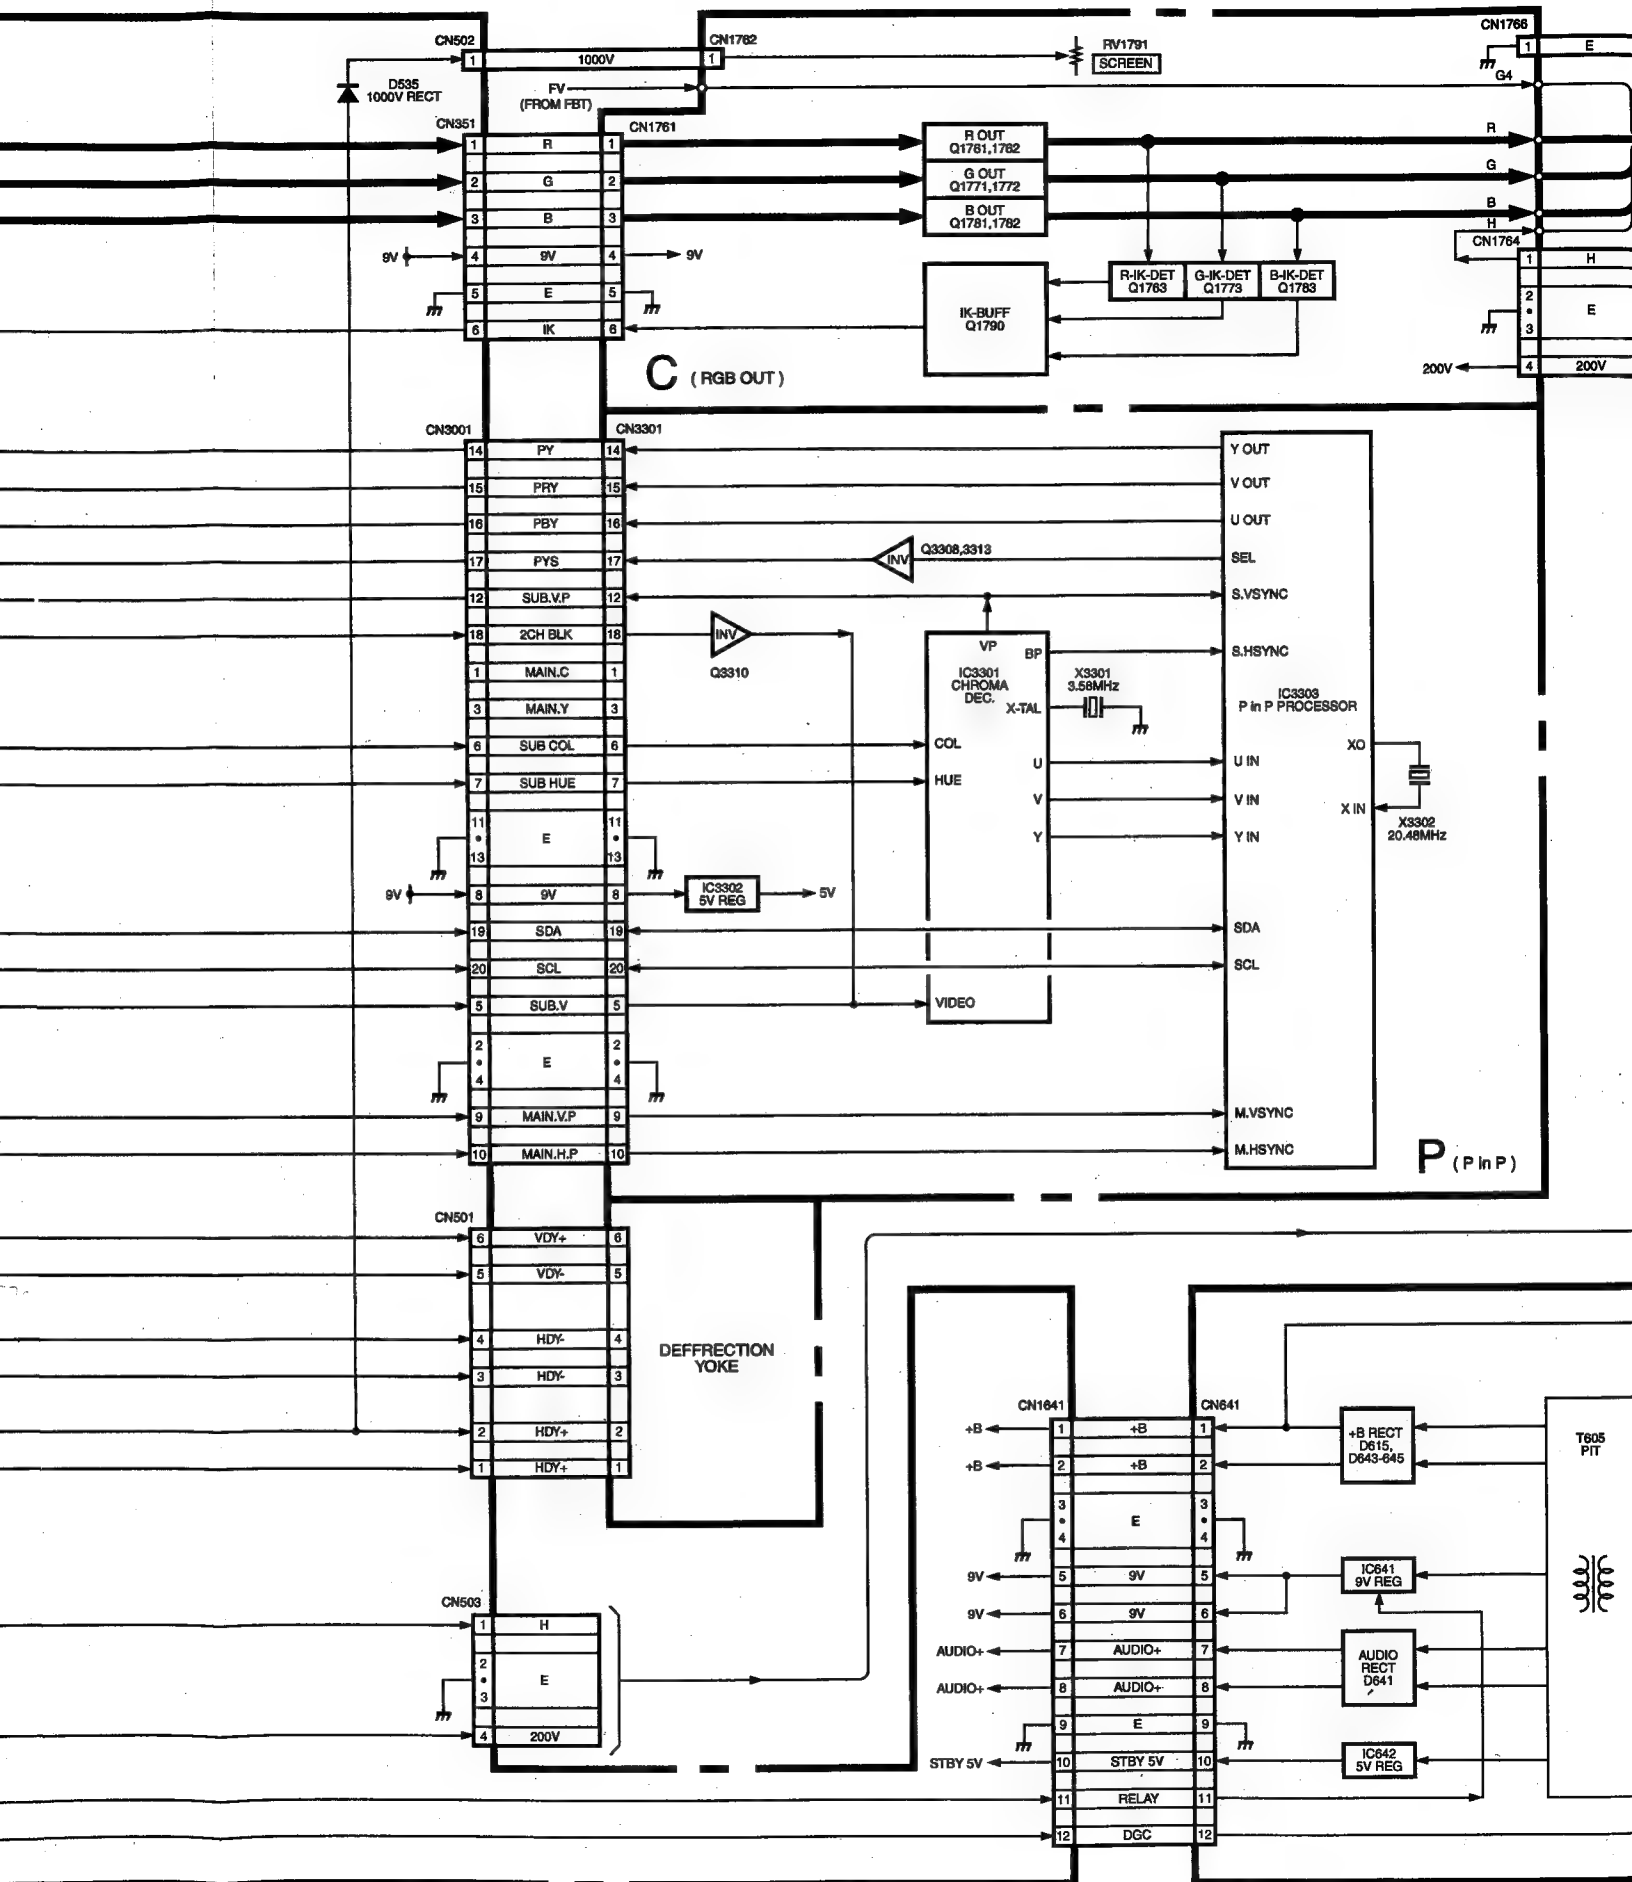 CN502
1
1000V
CN1762
1
RV1791
SCREEN
CN1766
1
E
D535
1000V RECT
FV
(FROM FBT)
G4
CN351
CN1761
1
R
1
2
G
2
3
B
3
9V
4
9V
4
9V
5
E
5
6
IK
6
R OUT
Q1761,1762
G OUT
Q1771,1772
B OUT
Q1781,1782
R
G
B
H
CN1764
1
H
2
•
3
E
200V
4
200V
R-IK-DET
Q1763
G-IK-DET
Q1773
B-IK-DET
Q1783
IK-BUFF
Q1790
C (RGB OUT)
CN3001
CN3301
14
PY
14
Y OUT
15
PRY
15
V OUT
16
PBY
16
U OUT
17
PYS
17
INV
Q3308,3313
SEL
12
SUB.V.P
12
S.VSYNC
18
2CH BLK
18
INV
Q3310
1
MAIN.C
1
3
MAIN.Y
3
6
SUB COL
6
7
SUB HUE
7
11
•
13
E
11
•
13
9V
8
9V
8
IC3302
5V REG
5V
19
SDA
19
20
SCL
20
5
SUB.V
5
2
•
4
E
2
•
4
9
MAIN.V.P
9
10
MAIN.H.P
10
VP
BP
IC3301
CHROMA
DEC.
X-TAL
COL
HUE
U
V
Y
VIDEO
X3301
3.58MHz
S.HSYNC
IC3303
P in P PROCESSOR
XO
U IN
V IN
X IN
Y IN
X3302
20.48MHz
SDA
SCL
M.VSYNC
M.HSYNC
P (P in P)
CN501
6
VDY+
6
5
VDY-
5
4
HDY-
4
3
HDY-
3
2
HDY+
2
1
HDY+
1
DEFFRECTION
YOKE
CN503
1
H
2
•
3
E
4
200V
CN1641
CN641
+B
1
+B
1
+B
2
+B
2
3
•
4
E
3
•
4
9V
5
9V
5
9V
6
9V
6
AUDIO+
7
AUDIO+
7
AUDIO+
8
AUDIO+
8
9
E
9
STBY 5V
10
STBY 5V
10
11
RELAY
11
12
DGC
12
+B RECT
D615,
D643-645
T605
PIT
IC641
9V REG
AUDIO
RECT
D641
IC642
5V REG